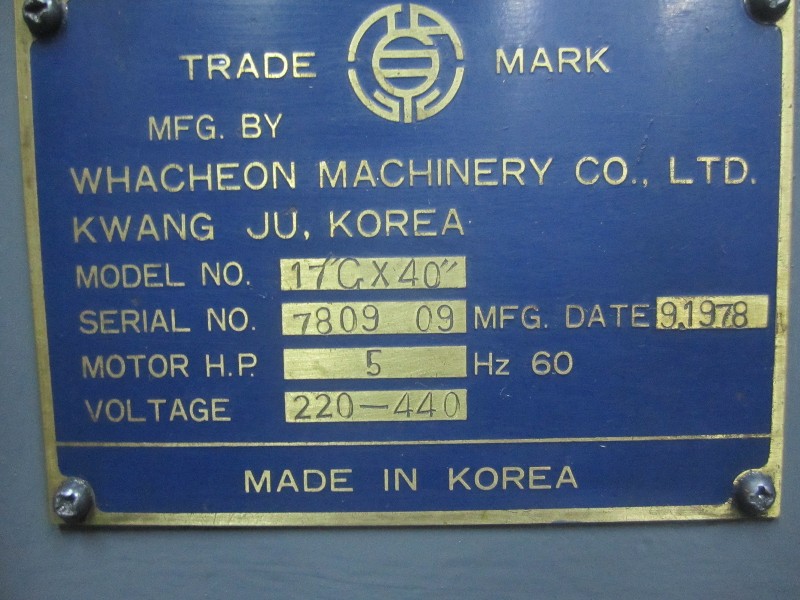 TRADE MARK
MFG. BY
WHACHEON MACHINERY CO., LTD.
KWANG JU, KOREA
MODEL NO. 17"G X 40"
SERIAL NO. 7809 09 MFG. DATE 9.1978
MOTOR H.P. 5 Hz 60
VOLTAGE 220-440
MADE IN KOREA